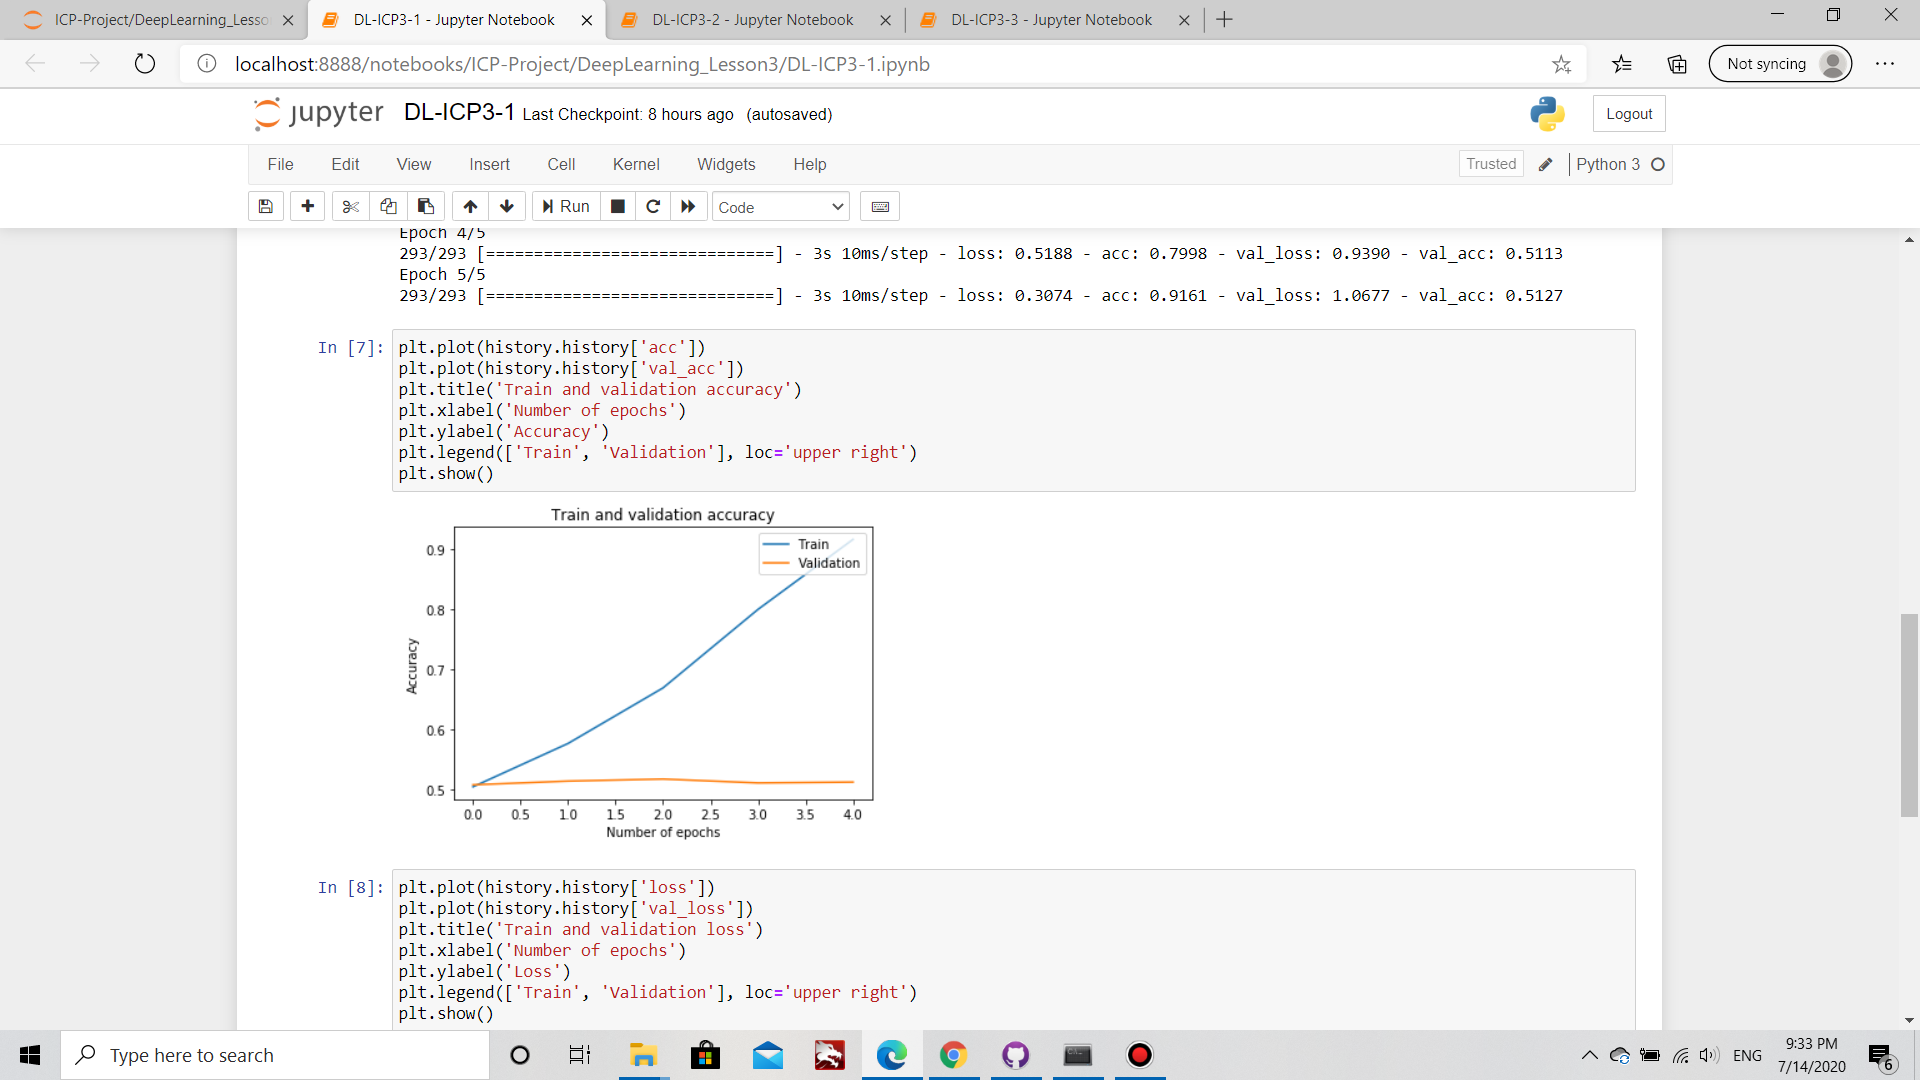 ICP-Project/DeepLearning_Lesso
DL-ICP3-1 - Jupyter Notebook
DL-ICP3-2 - Jupyter Notebook
DL-ICP3-3 - Jupyter Notebook
localhost:8888/notebooks/ICP-Project/DeepLearning_Lesson3/DL-ICP3-1.ipynb
Not syncing
jupyter DL-ICP3-1 Last Checkpoint: 8 hours ago (autosaved)
Logout
File Edit View Insert Cell Kernel Widgets Help
Trusted
Python 3
Run
Code
Epoch 4/5
293/293 [==============================] - 3s 10ms/step - loss: 0.5188 - acc: 0.7998 - val_loss: 0.9390 - val_acc: 0.5113
Epoch 5/5
293/293 [==============================] - 3s 10ms/step - loss: 0.3074 - acc: 0.9161 - val_loss: 1.0677 - val_acc: 0.5127
In [7]: plt.plot(history.history['acc'])
plt.plot(history.history['val_acc'])
plt.title('Train and validation accuracy')
plt.xlabel('Number of epochs')
plt.ylabel('Accuracy')
plt.legend(['Train', 'Validation'], loc='upper right')
plt.show()
Train and validation accuracy
Train
Validation
0.9
0.8
0.7
0.6
0.5
Accuracy
0.0 0.5 1.0 1.5 2.0 2.5 3.0 3.5 4.0
Number of epochs
In [8]: plt.plot(history.history['loss'])
plt.plot(history.history['val_loss'])
plt.title('Train and validation loss')
plt.xlabel('Number of epochs')
plt.ylabel('Loss')
plt.legend(['Train', 'Validation'], loc='upper right')
plt.show()
Type here to search
ENG
9:33 PM
7/14/2020
6